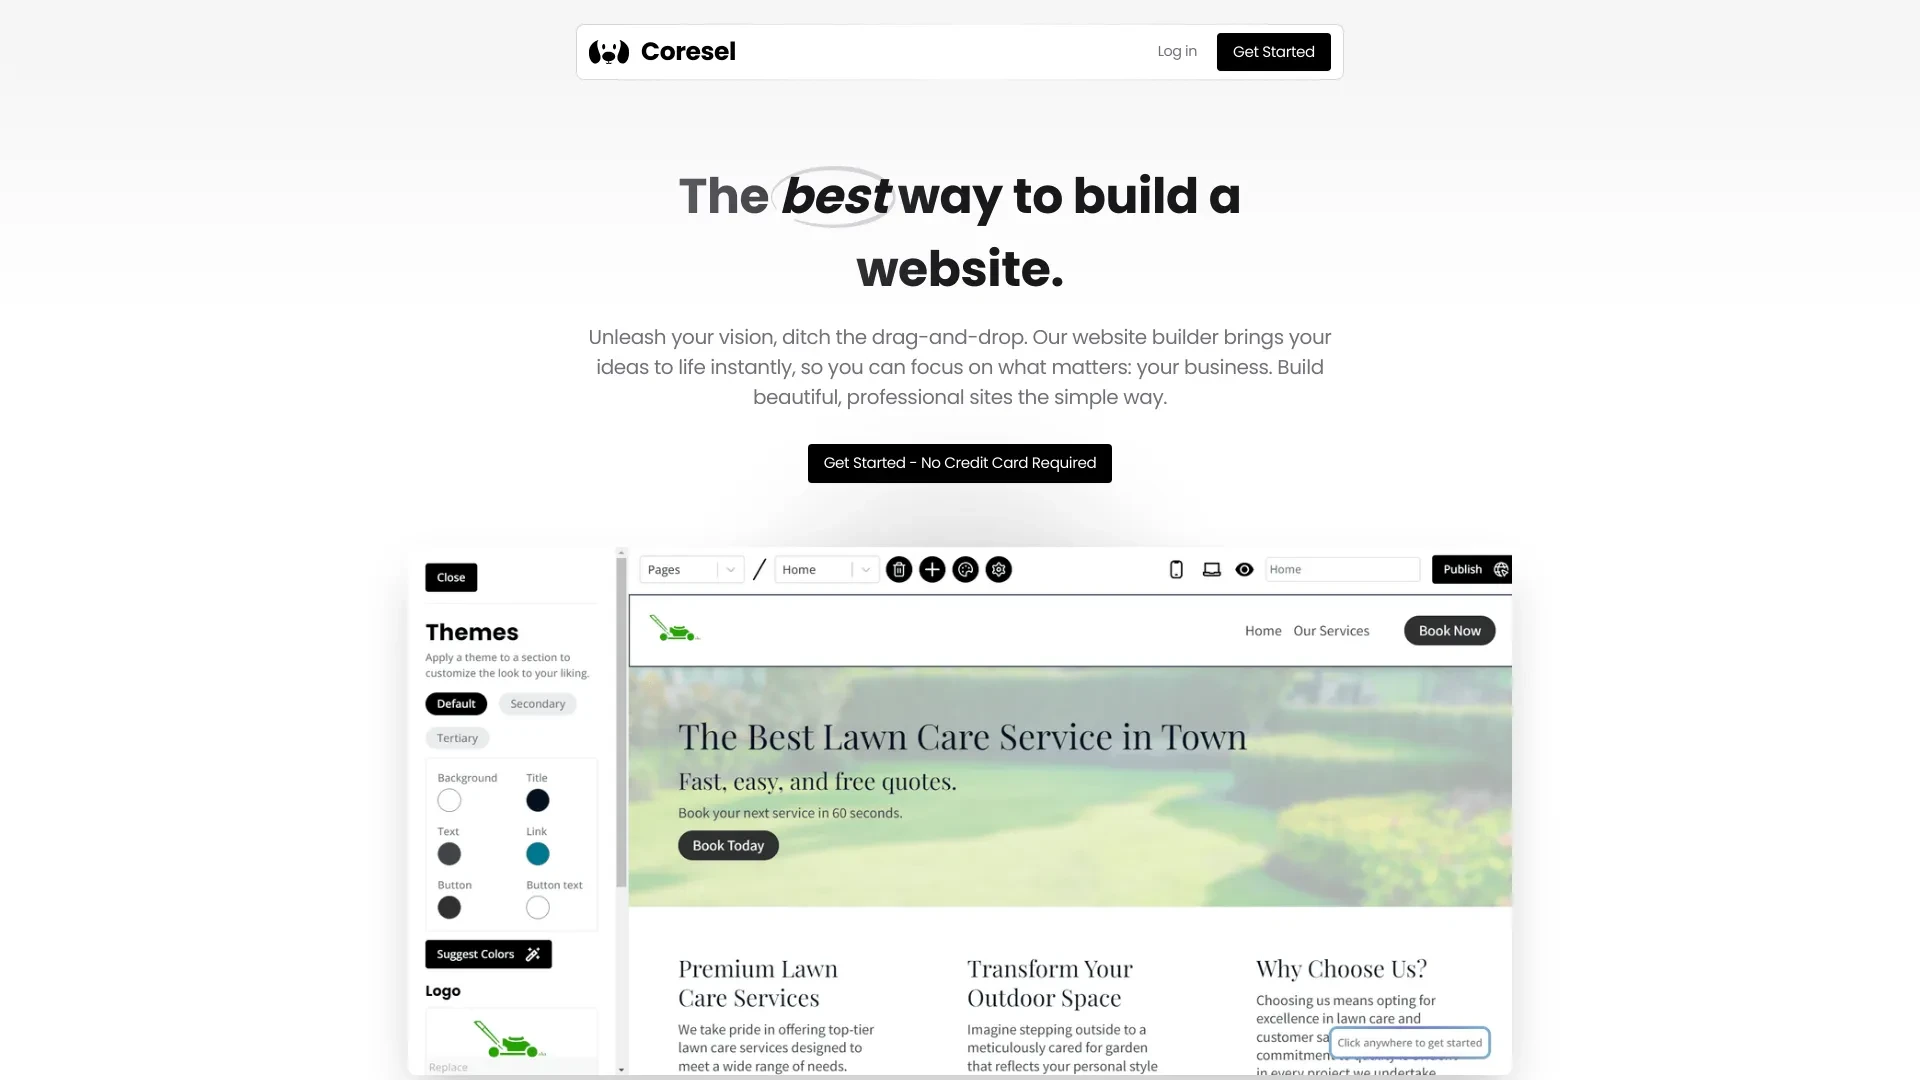 Coresel
Log in
Get Started
The best way to build a
website.
Unleash your vision, ditch the drag-and-drop. Our website builder brings your
ideas to life instantly, so you can focus on what matters: your business. Build
beautiful, professional sites the simple way.
Get Started - No Credit Card Required
Close
Pages
Home
Home
Publish
Themes
Apply a theme to a section to
customize the look to your liking.
Default
Secondary
Tertiary
Background
Title
Text
Link
Button
Button text
Suggest Colors
Logo
Replace
Home
Our Services
Book Now
The Best Lawn Care Service in Town
Fast, easy, and free quotes.
Book your next service in 60 seconds.
Book Today
Premium Lawn
Care Services
We take pride in offering top-tier
lawn care services designed to
meet a wide range of needs.
Transform Your
Outdoor Space
Imagine stepping outside to a
meticulously cared for garden
that reflects your personal style
Why Choose Us?
Choosing us means opting for
excellence in lawn care and
customer
commitment
in every project we undertake
Click anywhere to get started